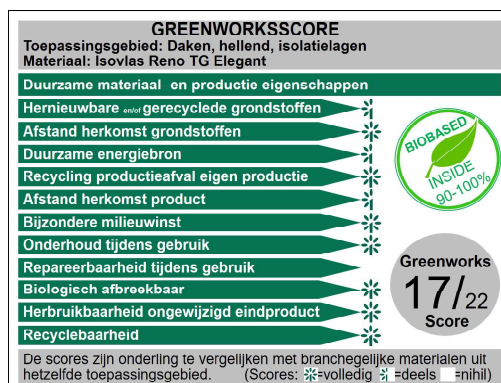 GREENWORKSSCORE
Toepassingsgebied: Daken, hellend, isolatielagen
Materiaal: Isovlas Reno TG Elegant
Duurzame materiaal en productie eigenschappen
Hernieuwbare en/of gerecyclede grondstoffen
Afstand herkomst grondstoffen
Duurzame energiebron
Recycling productieafval eigen productie
Afstand herkomst product
Bijzondere milieuwinst
Onderhoud tijdens gebruik
Repareerbaarheid tijdens gebruik
Biologisch afbreekbaar
Herbruikbaarheid ongewijzigd eindproduct
Recyclebaarheid
BIOBASED
INSIDE
90-100%
Greenworks
17/22
Score
De scores zijn onderling te vergelijken met branchegelijke materialen uit
hetzelfde toepassingsgebied. (Scores: =volledig =deels =nihil)